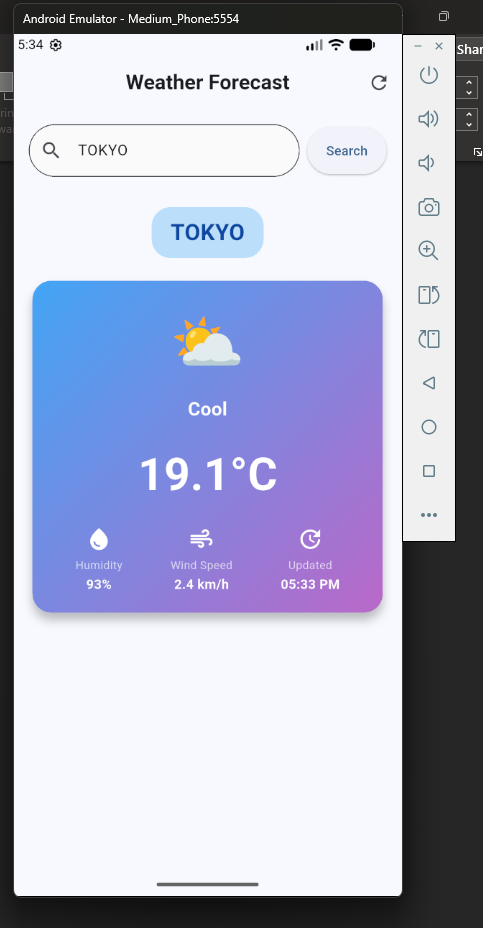 Android Emulator - Medium_Phone:5554
5:34
Weather Forecast
TOKYO
Search
TOKYO
Cool
19.1°C
Humidity Wind Speed Updated
93% 2.4 km/h 05:33 PM